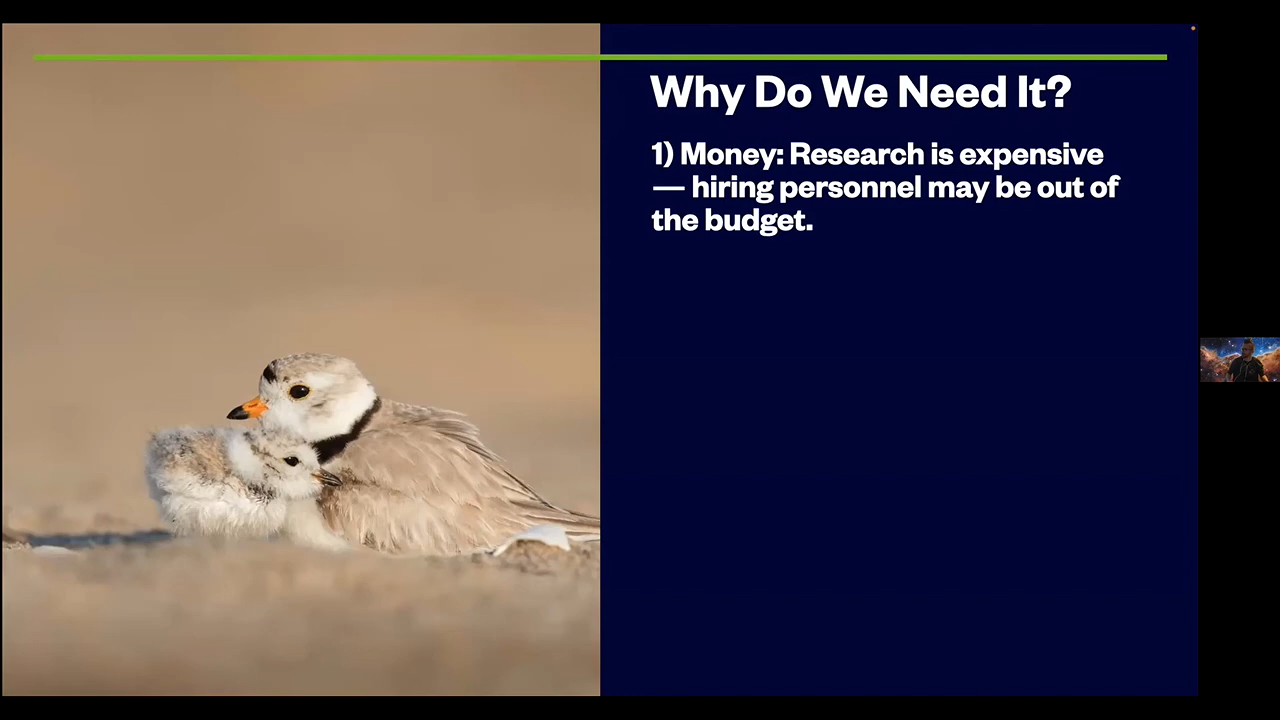 Why Do We Need It?
1) Money: Research is expensive
— hiring personnel may be out of
the budget.